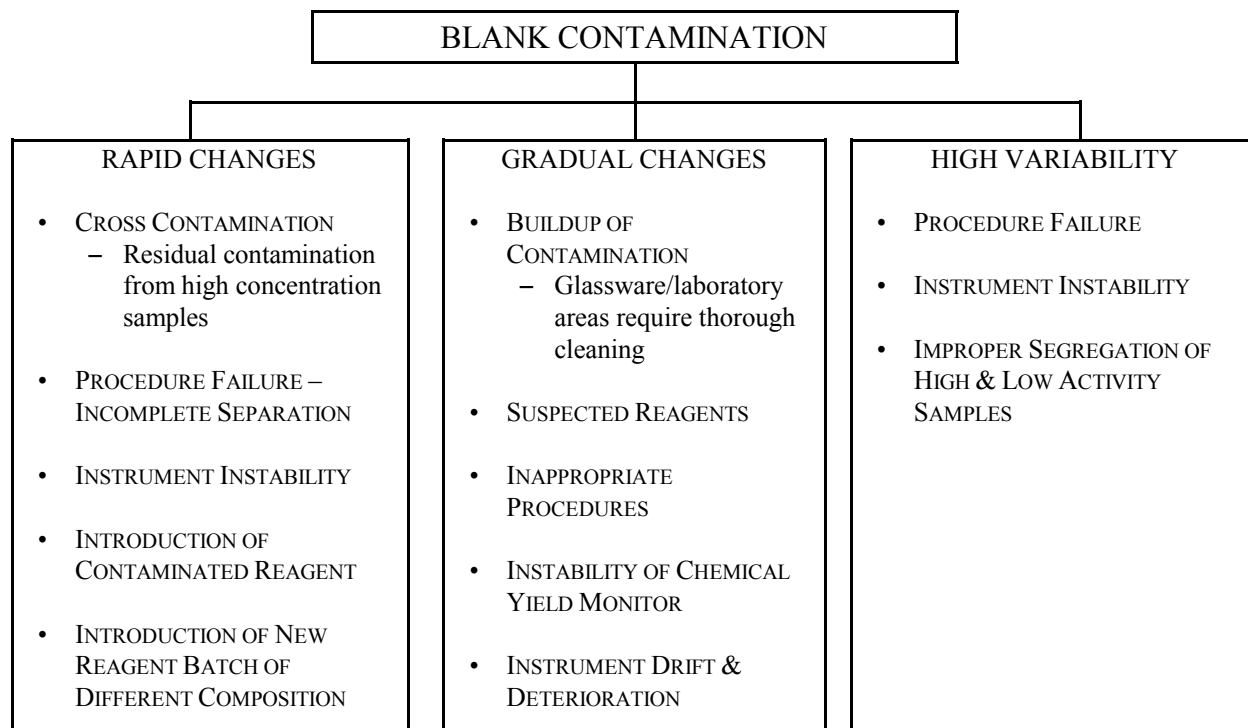 BLANK CONTAMINATION
RAPID CHANGES
• CROSS CONTAMINATION
– Residual contamination
from high concentration
samples
• PROCEDURE FAILURE –
INCOMPLETE SEPARATION
• INSTRUMENT INSTABILITY
• INTRODUCTION OF
CONTAMINATED REAGENT
• INTRODUCTION OF NEW
REAGENT BATCH OF
DIFFERENT COMPOSITION
GRADUAL CHANGES
• BUILDUP OF
CONTAMINATION
– Glassware/laboratory
areas require thorough
cleaning
• SUSPECTED REAGENTS
• INAPPROPRIATE
PROCEDURES
• INSTABILITY OF CHEMICAL
YIELD MONITOR
• INSTRUMENT DRIFT &
DETERIORATION
HIGH VARIABILITY
• PROCEDURE FAILURE
• INSTRUMENT INSTABILITY
• IMPROPER SEGREGATION OF
HIGH & LOW ACTIVITY
SAMPLES